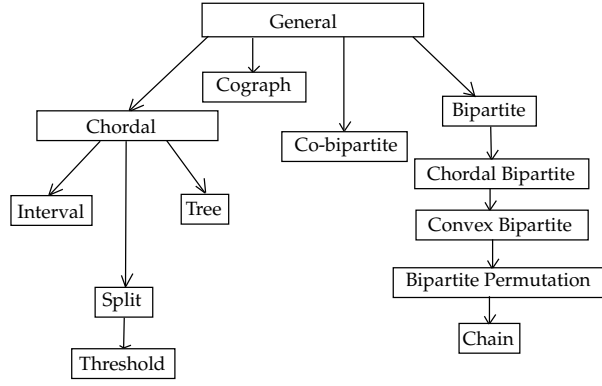 General
Cograph
Chordal
Co-bipartite
Bipartite
Chordal Bipartite
Interval
Tree
Convex Bipartite
Bipartite Permutation
Split
Chain
Threshold